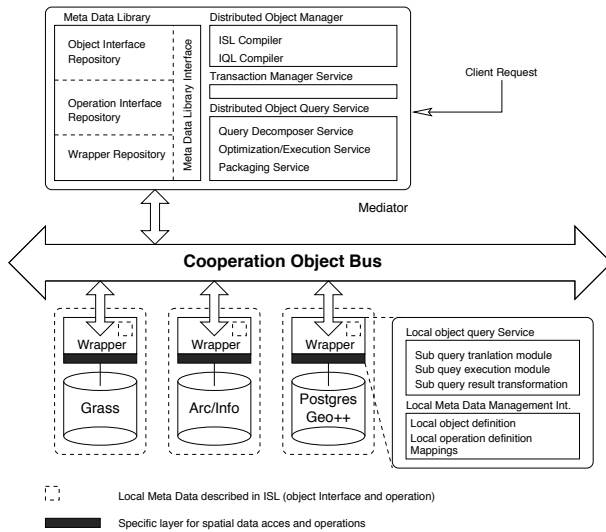 Meta Data Library
Object Interface
Repository
Operation Interface
Repository
Wrapper Repository
Meta Data Library Interface
Distributed Object Manager
ISL Compiler
IQL Compiler
Transaction Manager Service
Distributed Object Query Service
Query Decomposer Service
Optimization/Execution Service
Packaging Service
Client Request
Mediator
Cooperation Object Bus
Wrapper
Grass
Wrapper
Arc/Info
Wrapper
Postgres
Geo++
Local object query Service
Sub query tranlation module
Sub quey execution module
Sub query result transformation
Local Meta Data Management Int.
Local object definition
Local operation definition
Mappings
Local Meta Data described in ISL (object Interface and operation)
Specific layer for spatial data acces and operations